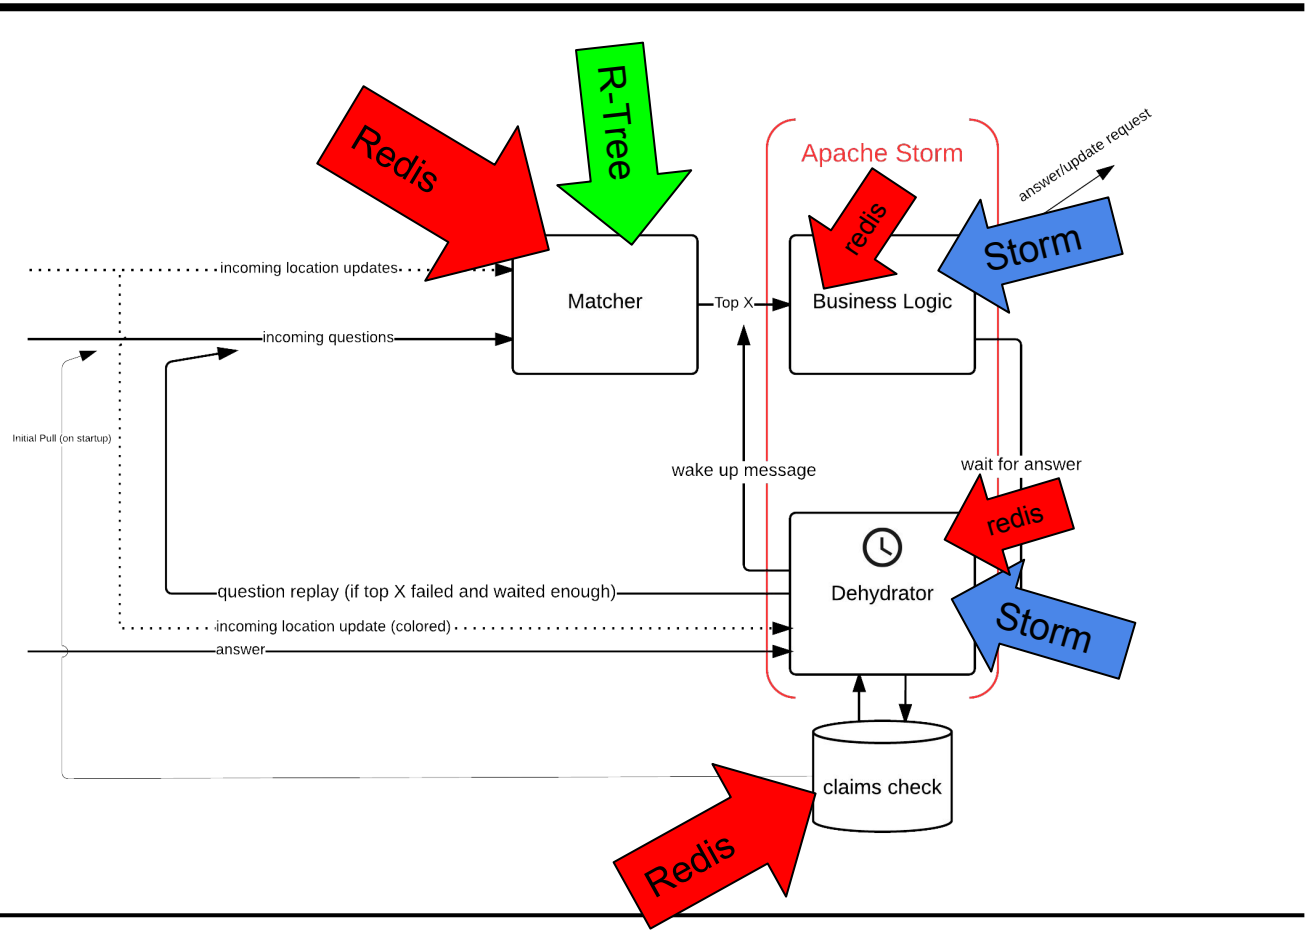 R-Tree
Redis
Apache Storm
answer/update request
redis
Storm
incoming location updates
Matcher
Top X
Business Logic
incoming questions
Initial Pull (on startup)
wake up message
wait for answer
redis
question replay (if top X failed and waited enough)
Dehydrator
Storm
incoming location update (colored)
answer
claims check
Redis